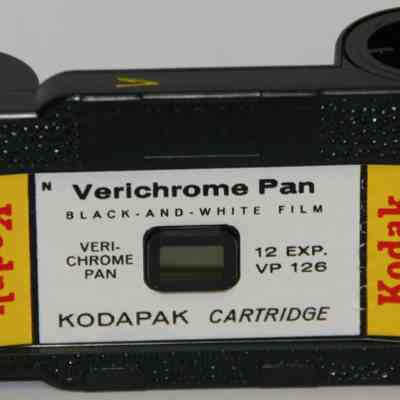 N
Verichrome Pan
BLACK-AND-WHITE FILM
VERI-
CHROME
PAN
12 EXP.
VP 126
KODAPAK CARTRIDGE
Kodak
Kodak